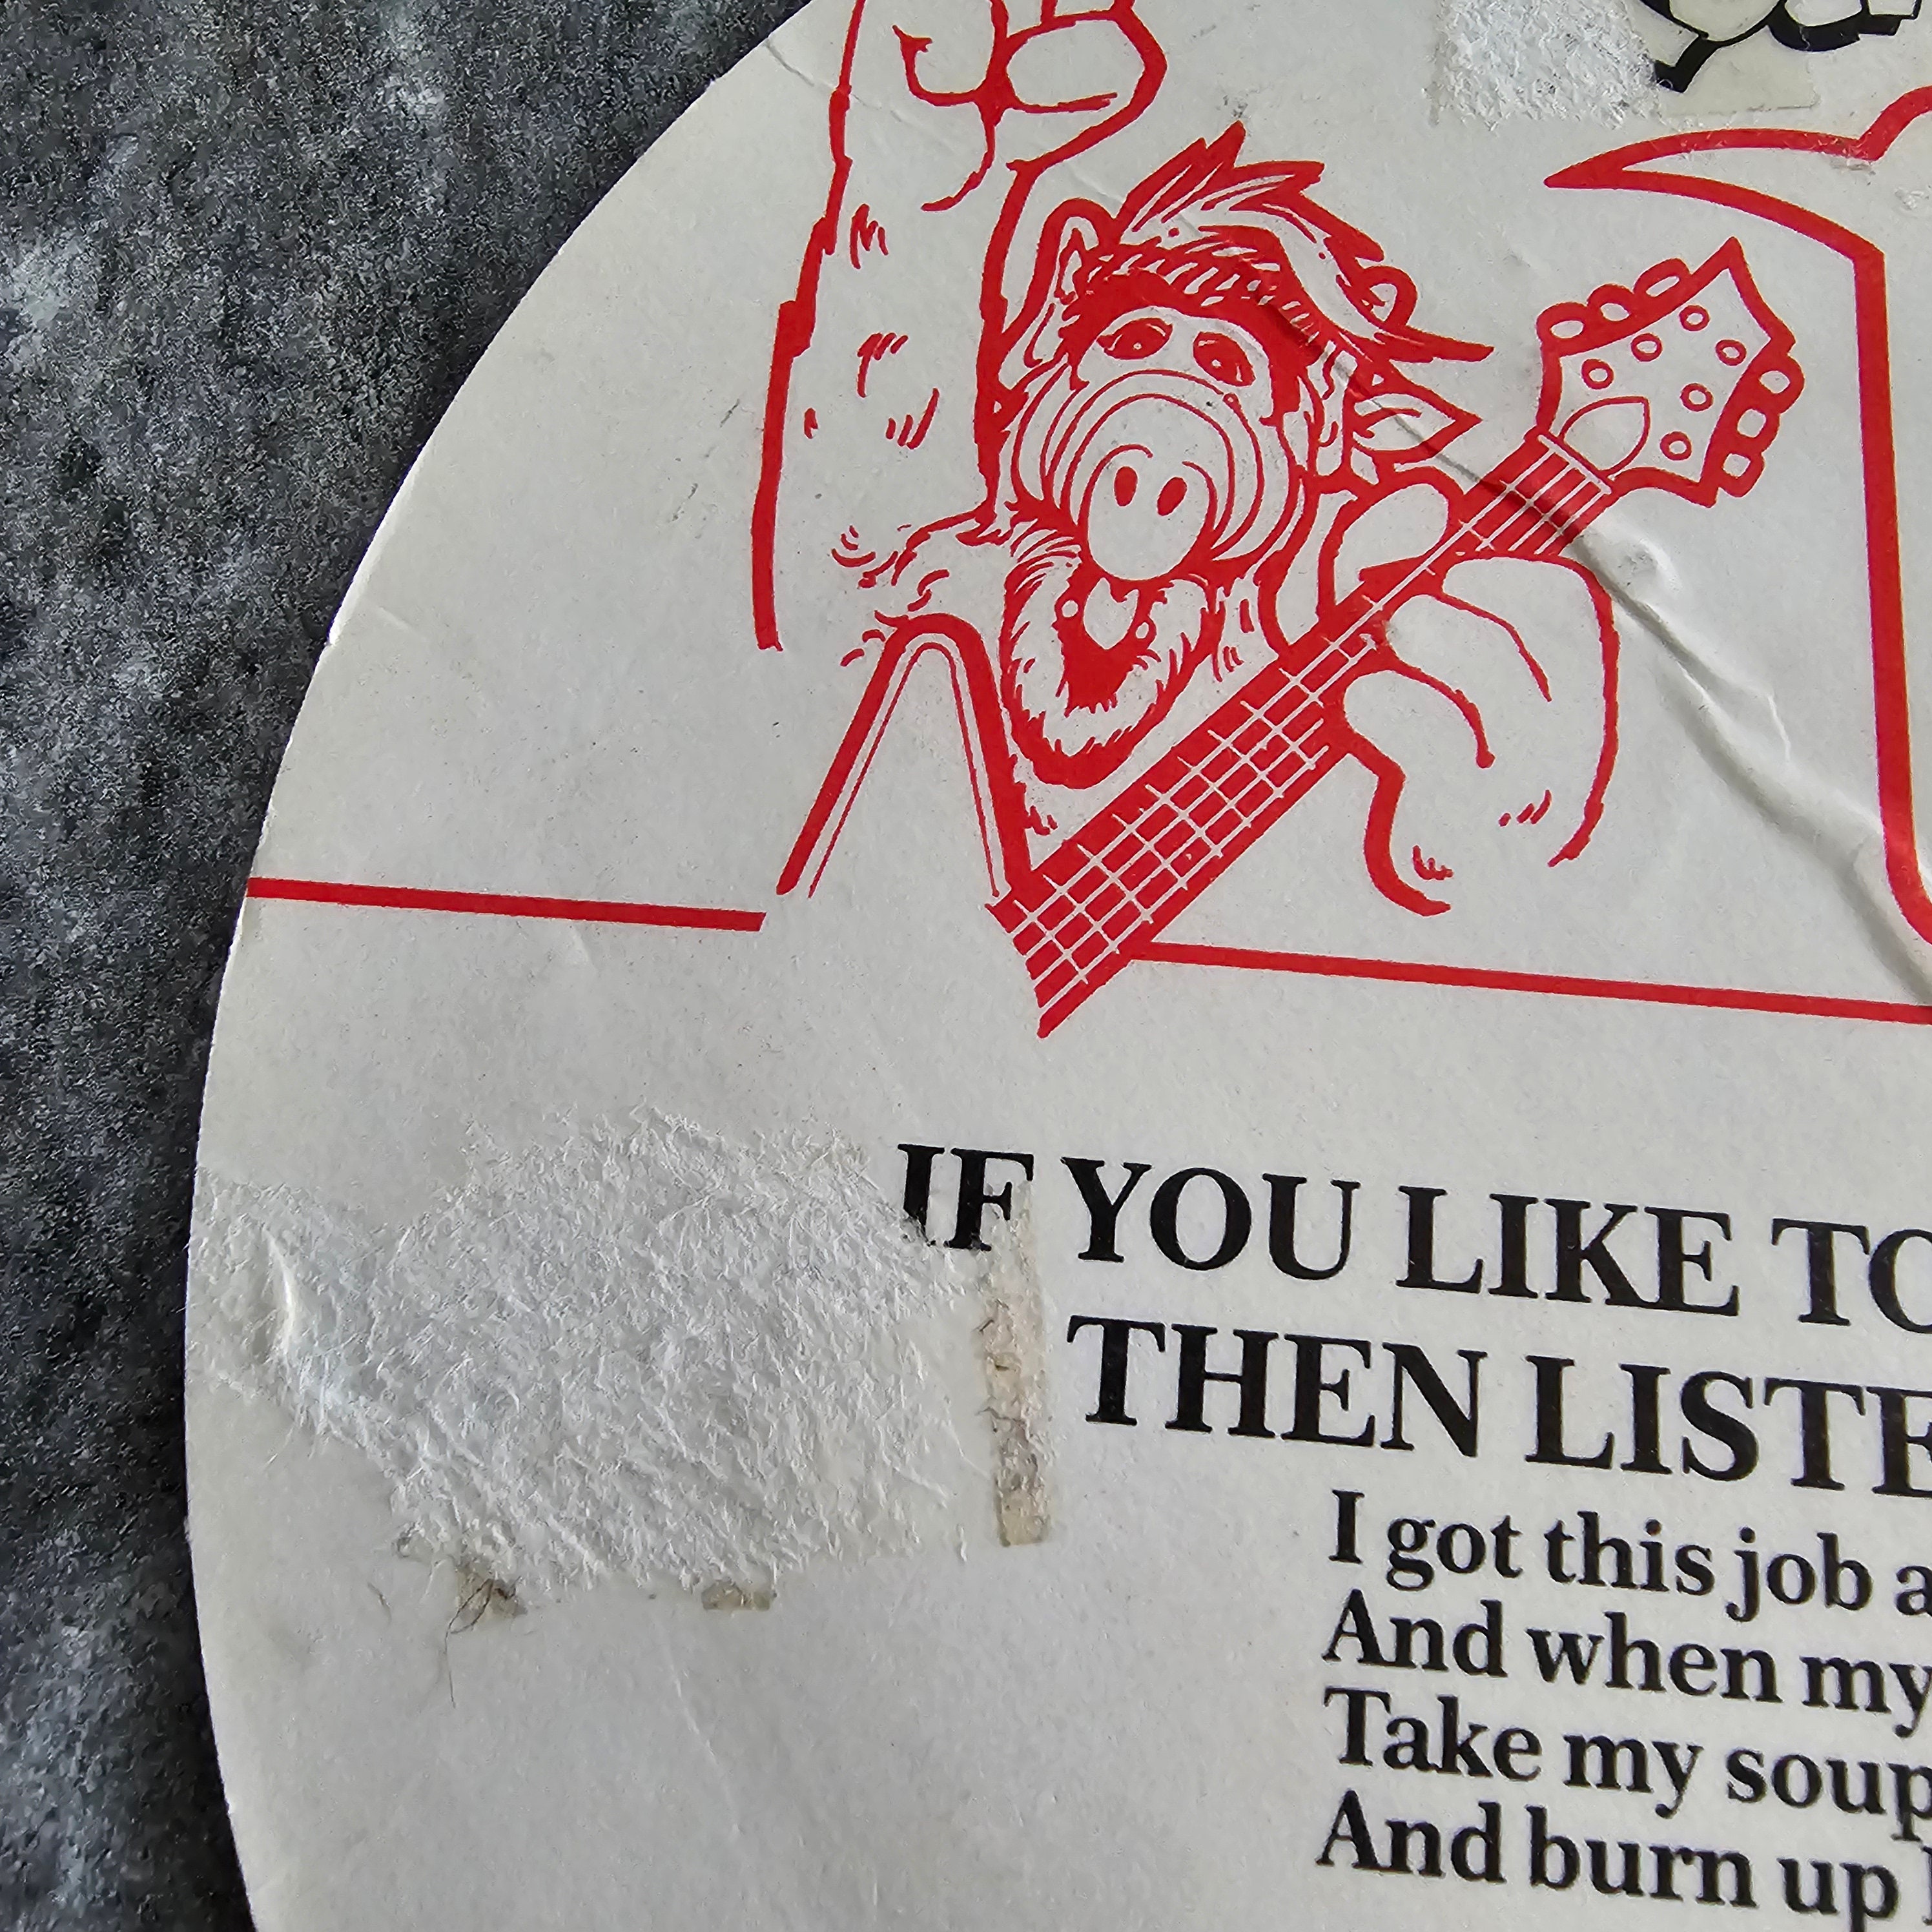 IF YOU LIKE TO
THEN LISTE
I got this job a
And when my
Take my soup
And burn up